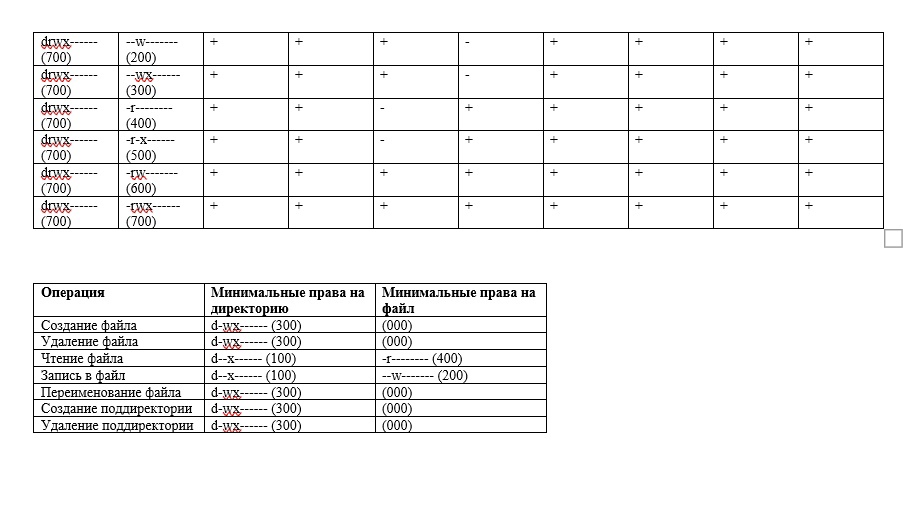 drwx------ --w------- + + + - + + + +
(700) (200)
drwx------ --wx------ + + + - + + + +
(700) (300)
drwx------ -r-------- + + - + + + + +
(700) (400)
drwx------ -r-x------ + + - + + + + +
(700) (500)
drwx------ -rw------- + + + + + + + +
(700) (600)
drwx------ -rwx------ + + + + + + + +
(700) (700)
Операция Минимальные права на Минимальные права на
директорию файл
Создание файла d-wx------ (300) (000)
Удаление файла d-wx------ (300) (000)
Чтение файла d--x------ (100) -r-------- (400)
Запись в файл d--x------ (100) --w------- (200)
Переименование файла d-wx------ (300) (000)
Создание поддиректории d-wx------ (300) (000)
Удаление поддиректории d-wx------ (300) (000)